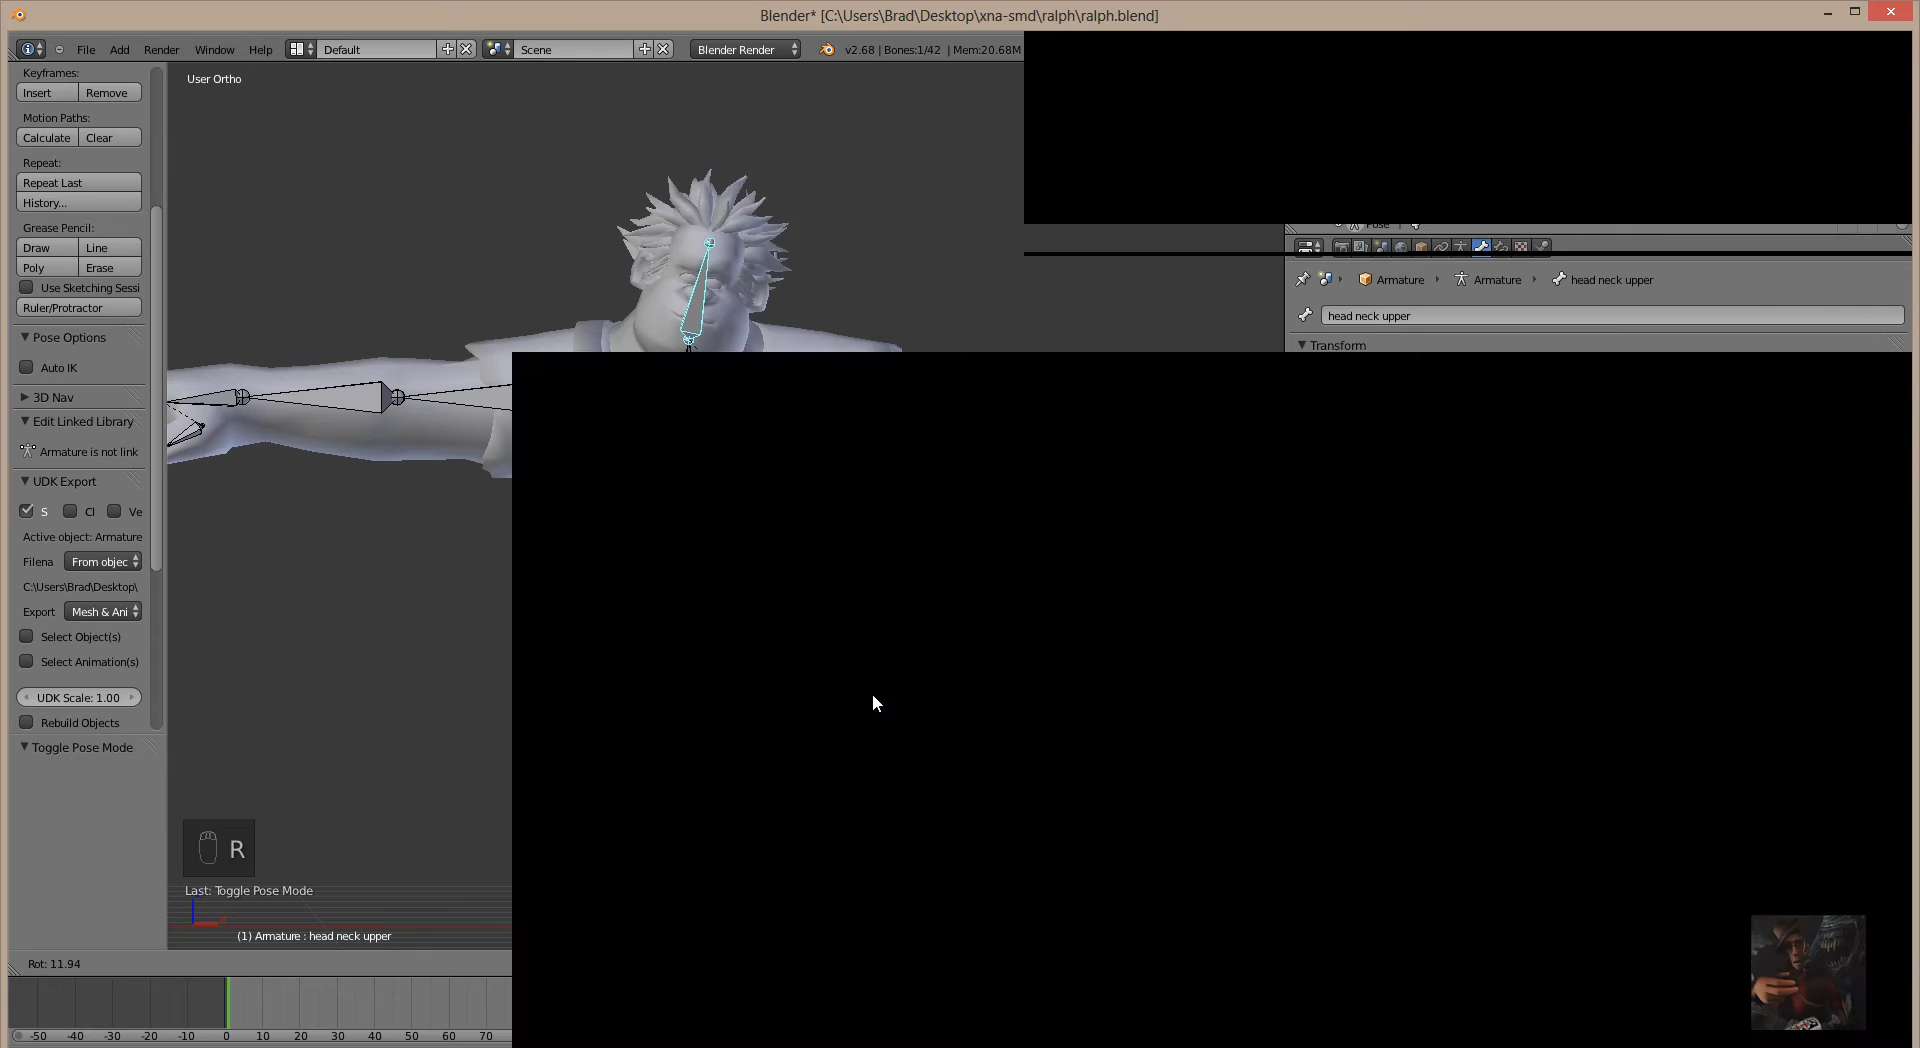 Blender* [C:\Users\Brad\Desktop\xna-smd\ralph\ralph.blend]
File Add Render Window Help Default Scene Blender Render v2.68 | Bones:1/42 | Mem:20.68M
Keyframes:
Insert Remove
Motion Paths:
Calculate Clear
Repeat:
Repeat Last
History...
Grease Pencil:
Draw Line
Poly Erase
Use Sketching Sessi
Ruler/Protractor
Pose Options
Auto IK
3D Nav
Edit Linked Library
Armature is not link
UDK Export
S Cl Ve
Active object: Armature
Filena From objec
C:\Users\Brad\Desktop\
Export Mesh & Ani
Select Object(s)
Select Animation(s)
UDK Scale: 1.00
Rebuild Objects
Toggle Pose Mode
User Ortho
R
Last: Toggle Pose Mode
(1) Armature : head neck upper
Pose
Armature Armature head neck upper
head neck upper
Transform
Rot: 11.94
-50 -40 -30 -20 -10 0 10 20 30 40 50 60 70